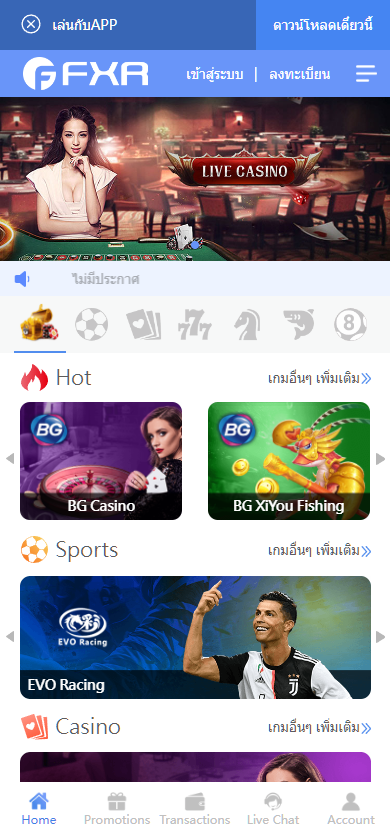 เล่นกับAPP
ดาวน์โหลดเดี๋ยวนี้
GFXR
เข้าสู่ระบบ | ลงทะเบียน
LIVE CASINO
ไม่มีประกาศ
777
8
Hot
เกมอื่นๆ เพิ่มเติม
BG
BG
BG Casino
BG XiYou Fishing
Sports
เกมอื่นๆ เพิ่มเติม
EVO Racing
Jeep
EVO Racing
Casino
เกมอื่นๆ เพิ่มเติม
Home
Promotions
Transactions
Live Chat
Account